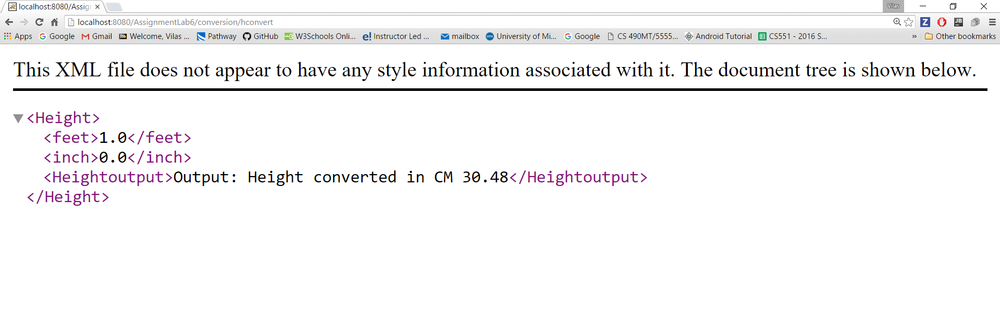 localhost:8080/Assig
Vilas
localhost:8080/AssignmentLab6/conversion/hconvert
Z
JB
Apps Google Gmail Bb Welcome, Vilas ... Pathway GitHub W3Schools Onli... e! Instructor Led ... mailbox OTH University of Mi... Google CS 490MT/5555... Android Tutorial CS551 - 2016 S... » Other bookmarks
This XML file does not appear to have any style information associated with it. The document tree is shown below.
▼<Height>
<feet>1.0</feet>
<inch>0.0</inch>
<Heightoutput>Output: Height converted in CM 30.48</Heightoutput>
</Height>